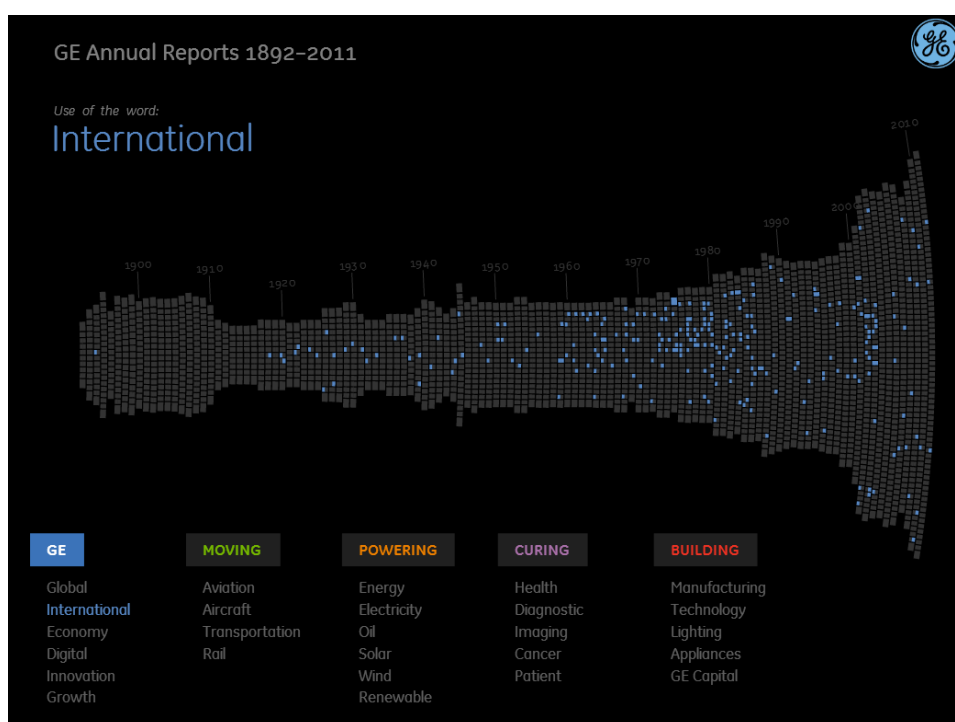 GE Annual Reports 1892–2011
GE
Use of the word:
International
1900
1910
1920
1930
1940
1950
1960
1970
1980
1990
2000
2010
GE
MOVING
POWERING
CURING
BUILDING
Global
Aviation
Energy
Health
Manufacturing
International
Aircraft
Electricity
Diagnostic
Technology
Economy
Transportation
Oil
Imaging
Lighting
Digital
Rail
Solar
Cancer
Appliances
Innovation
Wind
Patient
GE Capital
Growth
Renewable